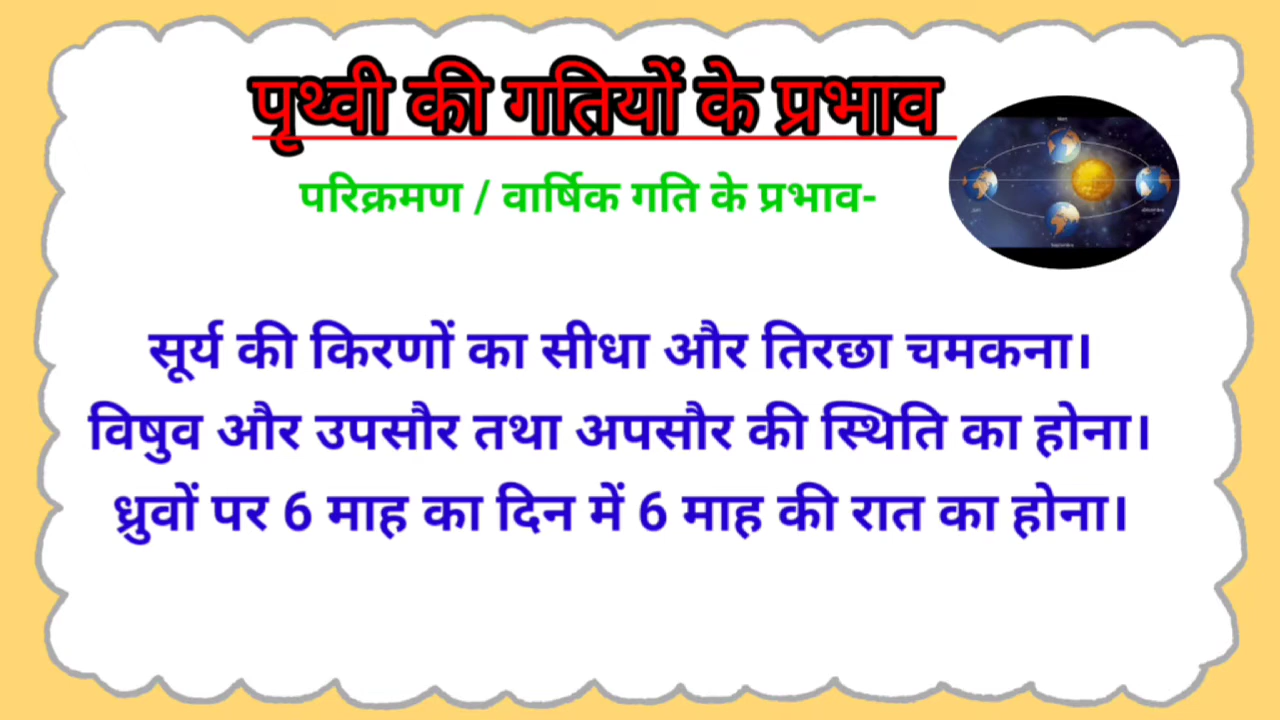 पृथ्वी की गतियों के प्रभाव
परिक्रमण / वार्षिक गति के प्रभाव-
सूर्य की किरणों का सीधा और तिरछा चमकना।
विषुव और उपसौर तथा अपसौर की स्थिति का होना।
ध्रुवों पर 6 माह का दिन में 6 माह की रात का होना।